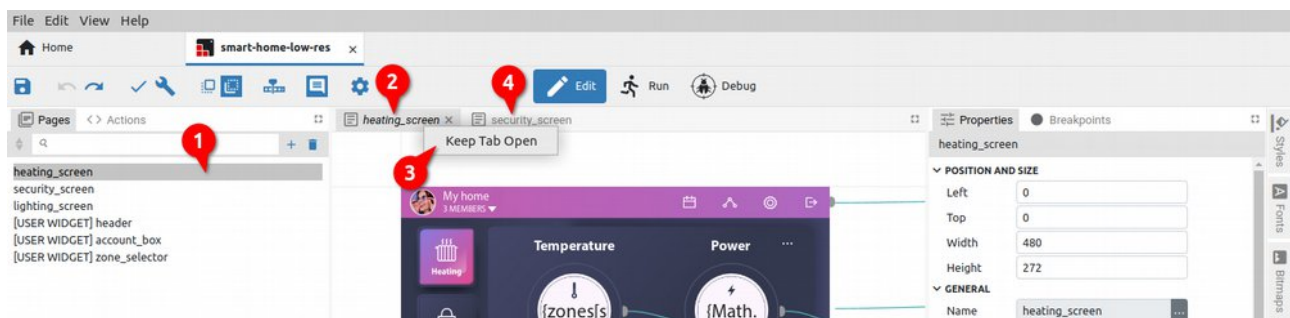 File Edit View Help
Home smart-home-low-res ×
Edit Run Debug
Pages <> Actions
heating_screen × security_screen
Properties Breakpoints
1 2 3 4
Keep Tab Open
heating_screen
security_screen
lighting_screen
[USER WIDGET] header
[USER WIDGET] account_box
[USER WIDGET] zone_selector
My home
3 MEMBERS
Heating
Temperature
Power ...
{zones[s
{Math.
heating_screen
POSITION AND SIZE
Left 0
Top 0
Width 480
Height 272
GENERAL
Name heating_screen ...
Styles
Fonts
Bitmaps